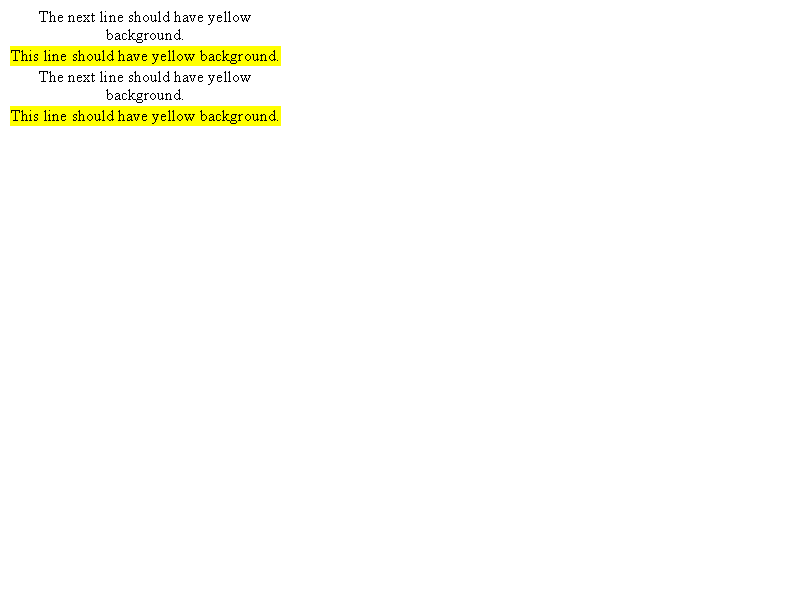 The next line should have yellow
background.
This line should have yellow background.
The next line should have yellow
background.
This line should have yellow background.